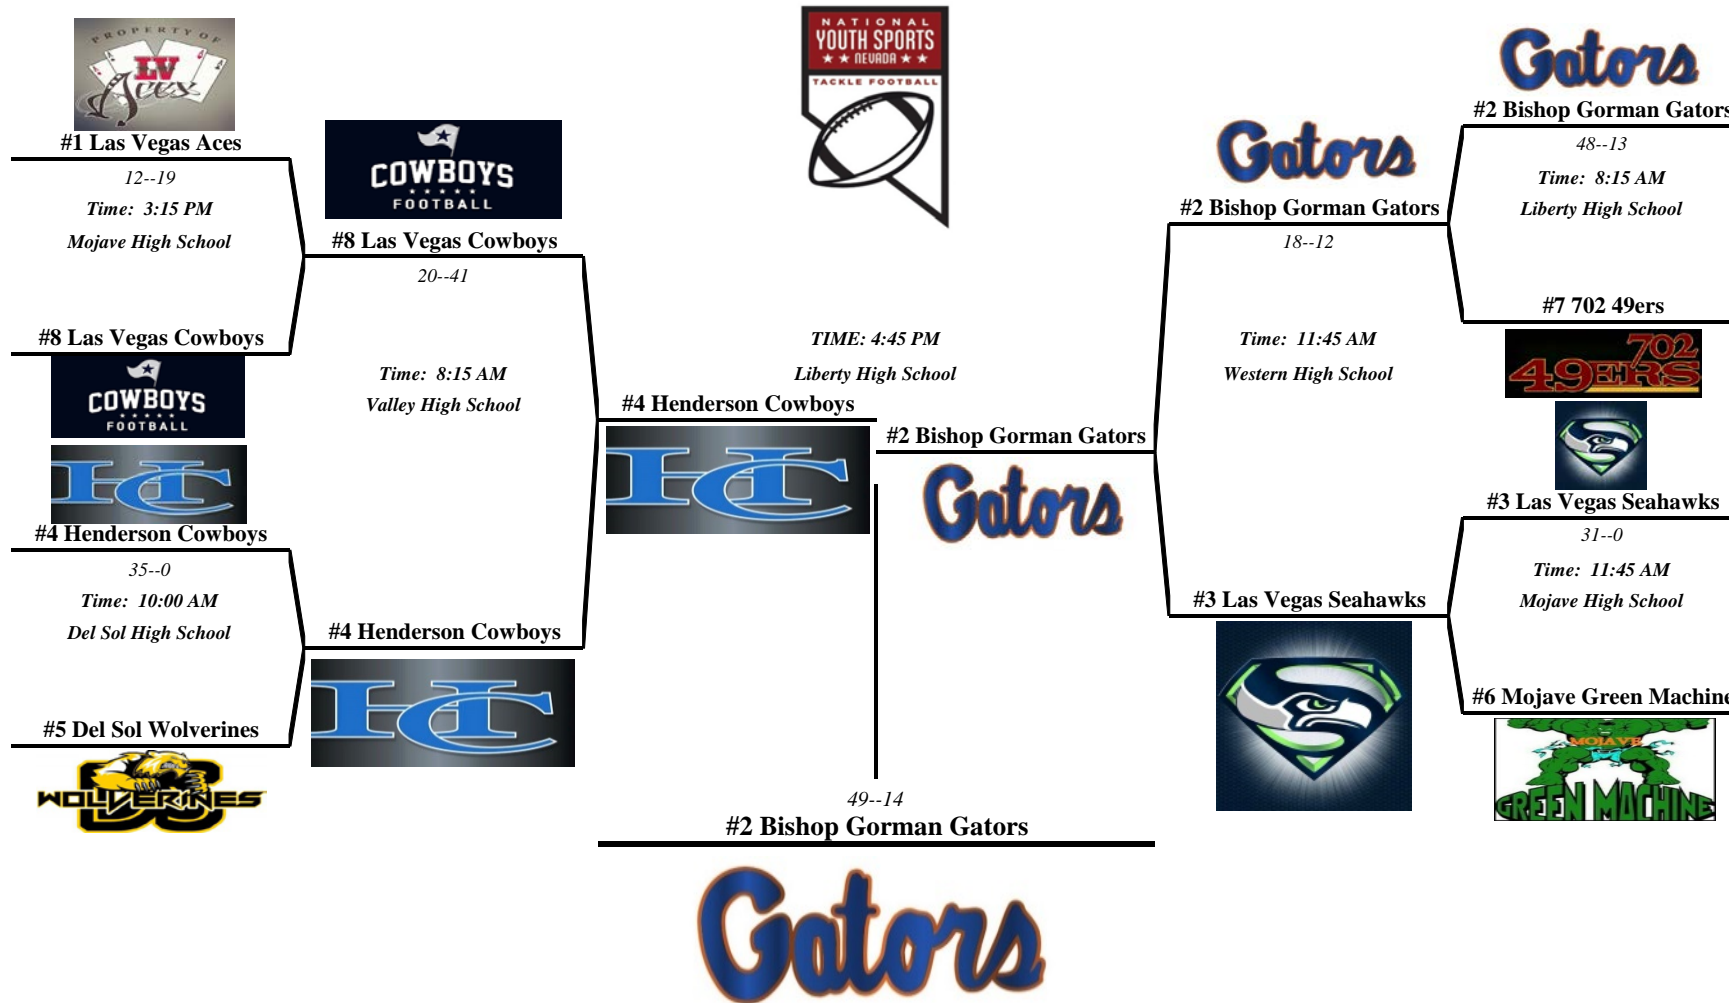 PROPERTY OF
LV
Aces
#1 Las Vegas Aces
12--19
Time:  3:15 PM
Mojave High School
#8 Las Vegas Cowboys
COWBOYS
FOOTBALL
#4 Henderson Cowboys
HC
35--0
Time:  10:00 AM
Del Sol High School
#5 Del Sol Wolverines
WOLVERINES
DS
COWBOYS
FOOTBALL
#8 Las Vegas Cowboys
20--41
Time:  8:15 AM
Valley High School
#4 Henderson Cowboys
HC
NATIONAL
YOUTH SPORTS
NEVADA
TACKLE FOOTBALL
TIME: 4:45 PM
Liberty High School
#4 Henderson Cowboys
HC
#2 Bishop Gorman Gators
Gators
49--14
#2 Bishop Gorman Gators
Gators
Gators
#2 Bishop Gorman Gators
18--12
Time:  11:45 AM
Western High School
#3 Las Vegas Seahawks
Gators
#2 Bishop Gorman Gators
48--13
Time:  8:15 AM
Liberty High School
#7 702 49ers
702
49ERS
#3 Las Vegas Seahawks
31--0
Time:  11:45 AM
Mojave High School
#6 Mojave Green Machine
MOJAVE
GREEN MACHINE